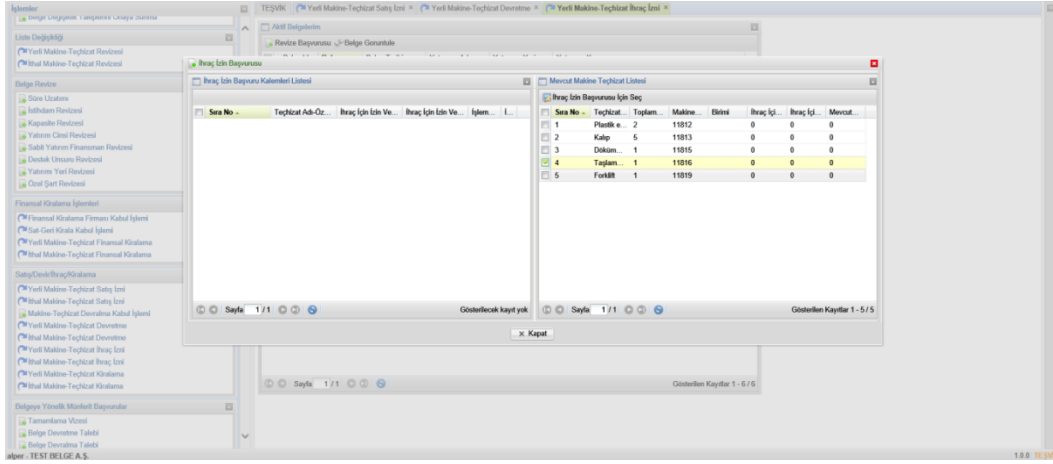 İşlemler
TEŞVİK
Yerli Makine-Teçhizat Satış İzni
Yerli Makine-Teçhizat Devretme
Yerli Makine-Teçhizat İhraç İzni
Belge Değişiklik Taleplerini Onaya Sunma
Liste Değişikliği
Yerli Makine-Teçhizat Revizesi
İthal Makine-Teçhizat Revizesi
Belge Revize
Süre Uzatımı
İstihdam Revizesi
Kapasite Revizesi
Yatırım Cinsi Revizesi
Sabit Yatırım Finansman Revizesi
Destek Unsuru Revizesi
Yatırım Yeri Revizesi
Özel Şart Revizesi
Finansal Kiralama İşlemleri
Finansal Kiralama Firması Kabul İşlemi
Sat-Geri Kirala Kabul İşlemi
Yerli Makine-Teçhizat Finansal Kiralama
İthal Makine-Teçhizat Finansal Kiralama
Satış/Devir/İhraç/Kiralama
Yerli Makine-Teçhizat Satış İzni
İthal Makine-Teçhizat Satış İzni
Makine-Teçhizat Devralma Kabul İşlemi
Yerli Makine-Teçhizat Devretme
İthal Makine-Teçhizat Devretme
Yerli Makine-Teçhizat İhraç İzni
İthal Makine-Teçhizat İhraç İzni
Yerli Makine-Teçhizat Kiralama
İthal Makine-Teçhizat Kiralama
Belgeye Yönelik Münferit Başvurular
Tamamlama Vizesi
Belge Devretme Talebi
Belge Devralma Talebi
Aktif Belgelerim
Revize Başvurusu Belge Goruntule
İhraç İzin Başvurusu
İhraç İzin Başvuru Kalemleri Listesi
Sıra No Teçhizat Adı-Öz... İhraç İçin İzin Ve... İhraç İçin İzin Ve... İşlem... İ...
Sayfa 1 / 1 Gösterilecek kayıt yok
Mevcut Makine Teçhizat Listesi
İhraç İzin Başvurusu İçin Seç
Sıra No Teçhizat... Toplam... Makine... Birimi İhraç İçi... İhraç İçi... Mevcut...
1 Plastik e... 2 11812 0 0 0
2 Kalıp 5 11813 0 0 0
3 Döküm... 1 11815 0 0 0
4 Taşlam... 1 11816 0 0 0
5 Forklift 1 11819 0 0 0
Sayfa 1 / 1 Gösterilen Kayıtlar 1 - 5 / 5
Kapat
Sayfa 1 / 1 Gösterilen Kayıtlar 1 - 6 / 6
alper - TEST BELGE A.Ş.
1.0.0 TEŞV